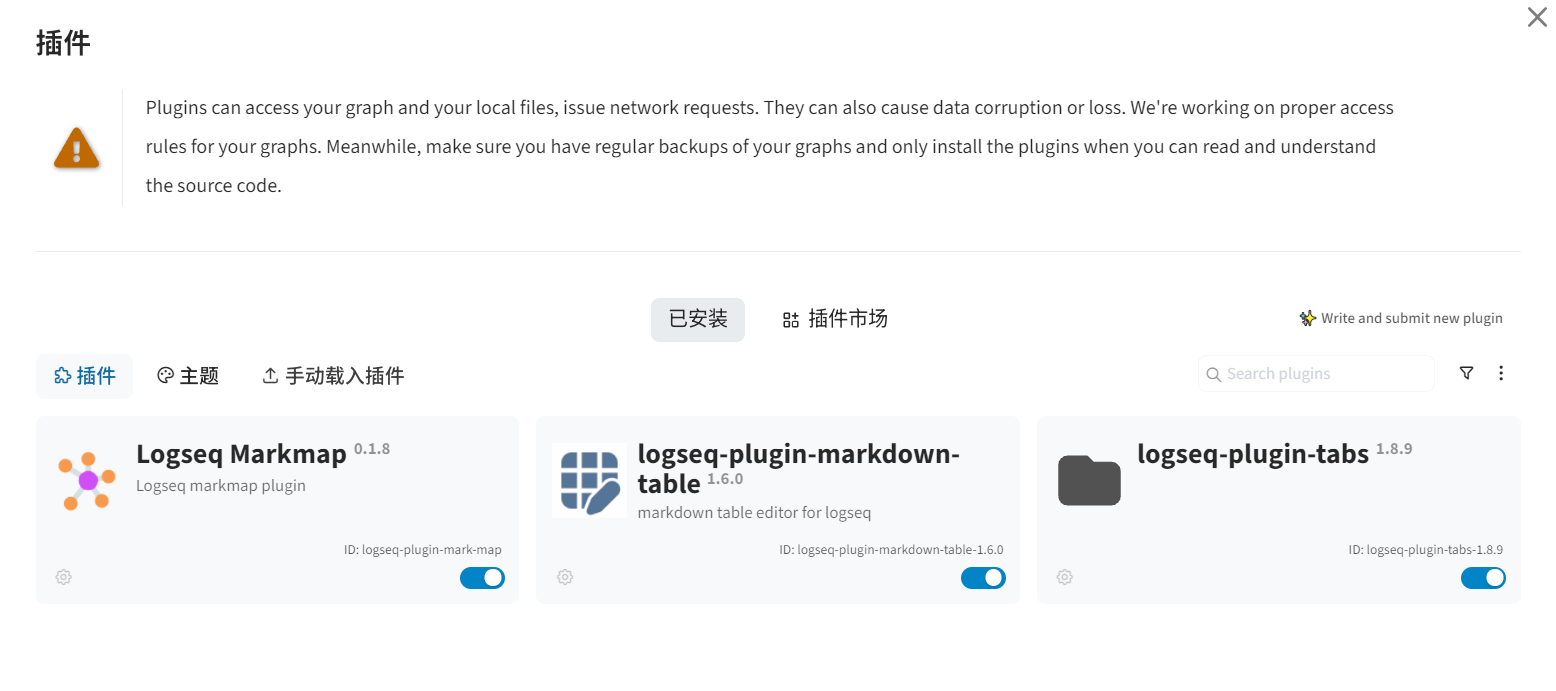 插件
Plugins can access your graph and your local files, issue network requests. They can also cause data corruption or loss. We're working on proper access
rules for your graphs. Meanwhile, make sure you have regular backups of your graphs and only install the plugins when you can read and understand
the source code.
已安装
插件市场
✨ Write and submit new plugin
插件
主题
手动载入插件
Search plugins
Logseq Markmap 0.1.8
Logseq markmap plugin
ID: logseq-plugin-mark-map
logseq-plugin-markdown-
table 1.6.0
markdown table editor for logseq
ID: logseq-plugin-markdown-table-1.6.0
logseq-plugin-tabs 1.8.9
ID: logseq-plugin-tabs-1.8.9